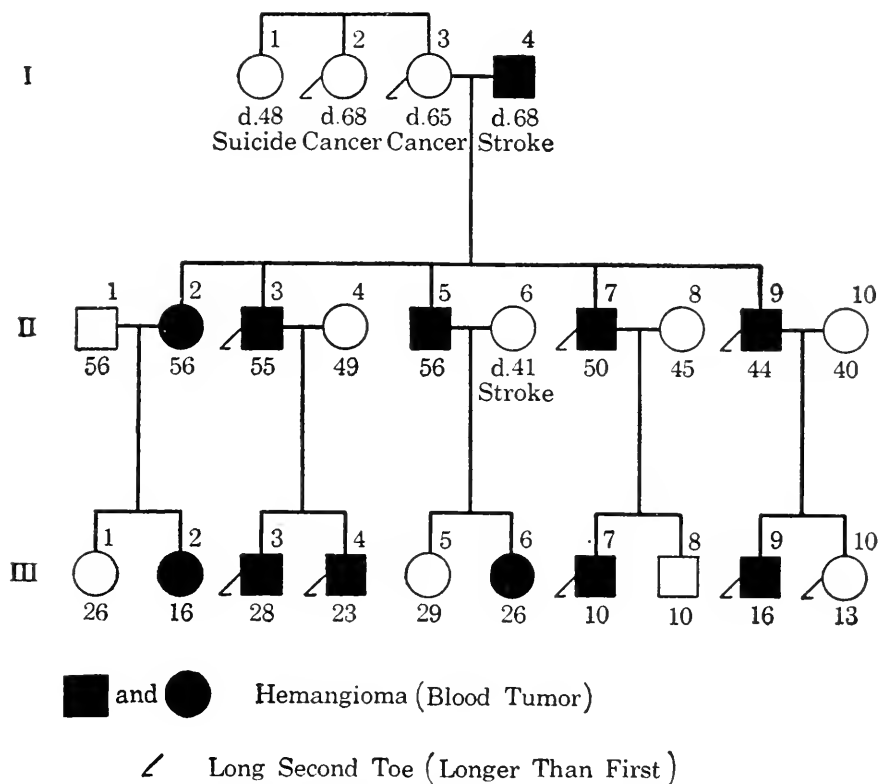 1 2 3 4
I
d.48 d.68 d.65 d.68
Suicide Cancer Cancer Stroke
1 2 3 4 5 6 7 8 9 10
II
56 56 55 49 56 d.41 50 45 44 40
Stroke
1 2 3 4 5 6 7 8 9 10
III
26 16 28 23 29 26 10 10 16 13
and Hemangioma (Blood Tumor)
Long Second Toe (Longer Than First)